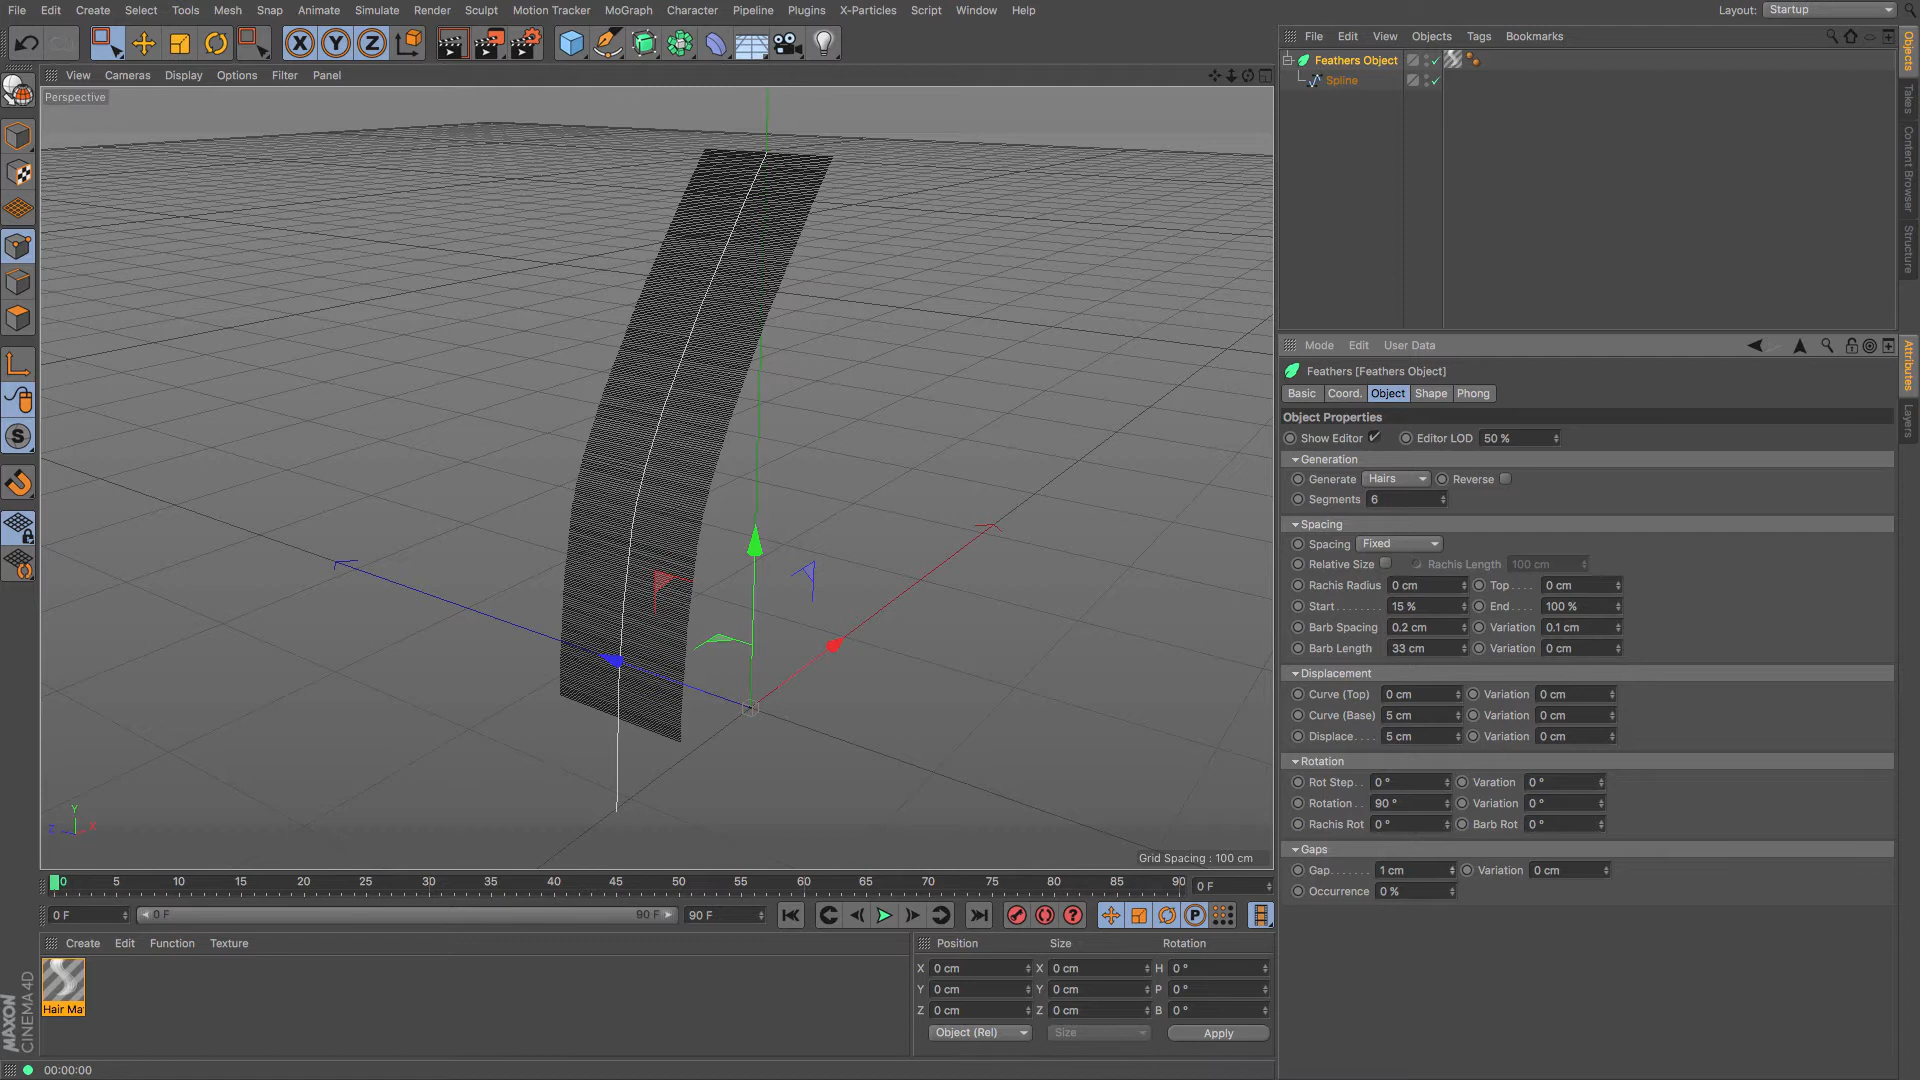 File Edit Create Select Tools Mesh Snap Animate Simulate Render Sculpt Motion Tracker MoGraph Character Pipeline Plugins X-Particles Script Window Help Layout: Startup
X Y Z
View Cameras Display Options Filter Panel
Perspective
File Edit View Objects Tags Bookmarks
Feathers Object
Spline
Objects
Takes
Content Browser
Structure
Mode Edit User Data
Attributes
Layers
Feathers [Feathers Object]
Basic Coord. Object Shape Phong
Object Properties
Show Editor Editor LOD 50 %
Generation
Generate Hairs Reverse
Segments 6
Spacing
Spacing Fixed
Relative Size Rachis Length 100 cm
Rachis Radius 0 cm Top 0 cm
Start 15 % End 100 %
Barb Spacing 0.2 cm Variation 0.1 cm
Barb Length 33 cm Variation 0 cm
Displacement
Curve (Top) 0 cm Variation 0 cm
Curve (Base) 5 cm Variation 0 cm
Displace 5 cm Variation 0 cm
Rotation
Rot Step 0 ° Varation 0 °
Rotation 90 ° Variation 0 °
Rachis Rot 0 ° Barb Rot 0 °
Gaps
Gap 1 cm Variation 0 cm
Occurrence 0 %
S
Y
Z X
Grid Spacing : 100 cm
0 5 10 15 20 25 30 35 40 45 50 55 60 65 70 75 80 85 90 0 F
0 F 0 F 90 F 90 F P
Create Edit Function Texture
Hair Ma
Position Size Rotation
X 0 cm X 0 cm H 0 °
Y 0 cm Y 0 cm P 0 °
Z 0 cm Z 0 cm B 0 °
Object (Rel) Size Apply
MAXON
CINEMA 4D
00:00:00